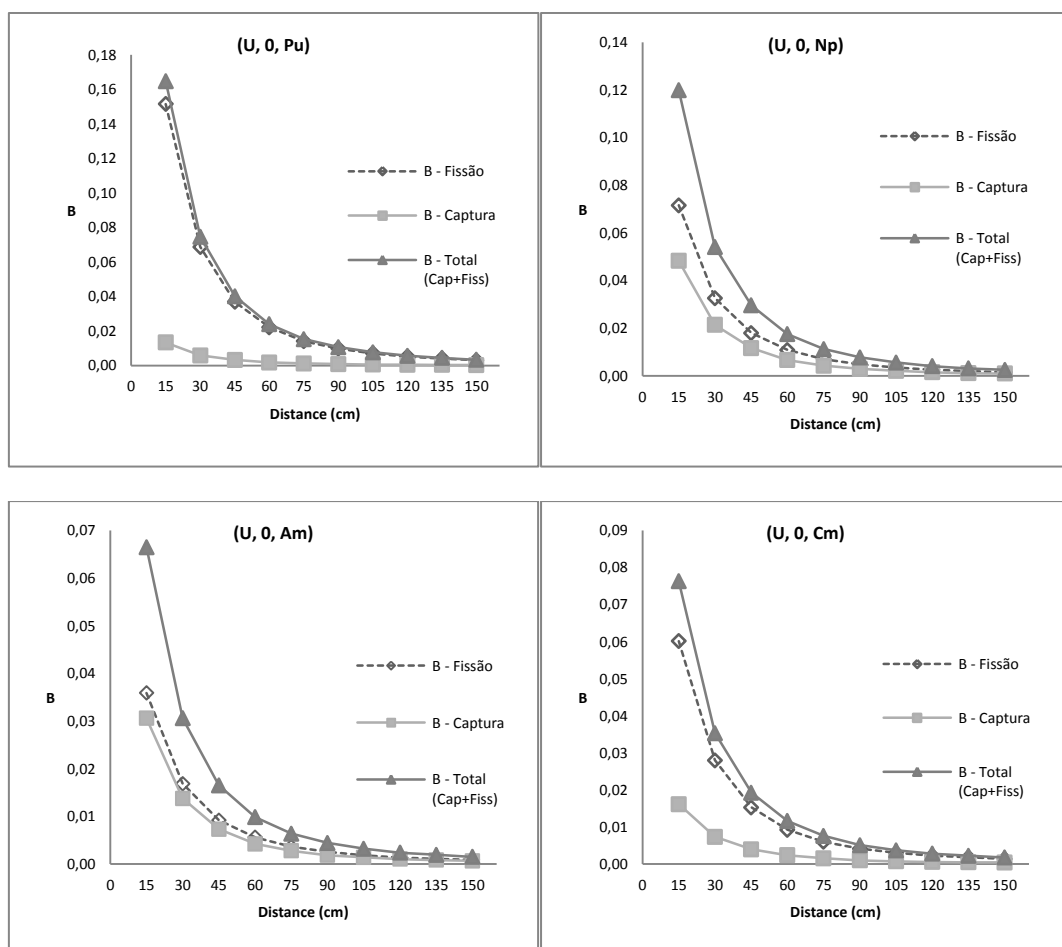 (U, 0, Pu)
0,18
0,16
0,14
0,12
0,10
0,08
0,06
0,04
0,02
0,00
B
0 15 30 45 60 75 90 105 120 135 150
Distance (cm)
B - Fissão
B - Captura
B - Total
(Cap+Fiss)
(U, 0, Np)
0,14
0,12
0,10
0,08
0,06
0,04
0,02
0,00
B
0 15 30 45 60 75 90 105 120 135 150
Distance (cm)
B - Fissão
B - Captura
B - Total
(Cap+Fiss)
(U, 0, Am)
0,07
0,06
0,05
0,04
0,03
0,02
0,01
0,00
B
0 15 30 45 60 75 90 105 120 135 150
Distance (cm)
B - Fissão
B - Captura
B - Total
(Cap+Fiss)
(U, 0, Cm)
0,09
0,08
0,07
0,06
0,05
0,04
0,03
0,02
0,01
0,00
B
0 15 30 45 60 75 90 105 120 135 150
Distance (cm)
B - Fissão
B - Captura
B - Total
(Cap+Fiss)